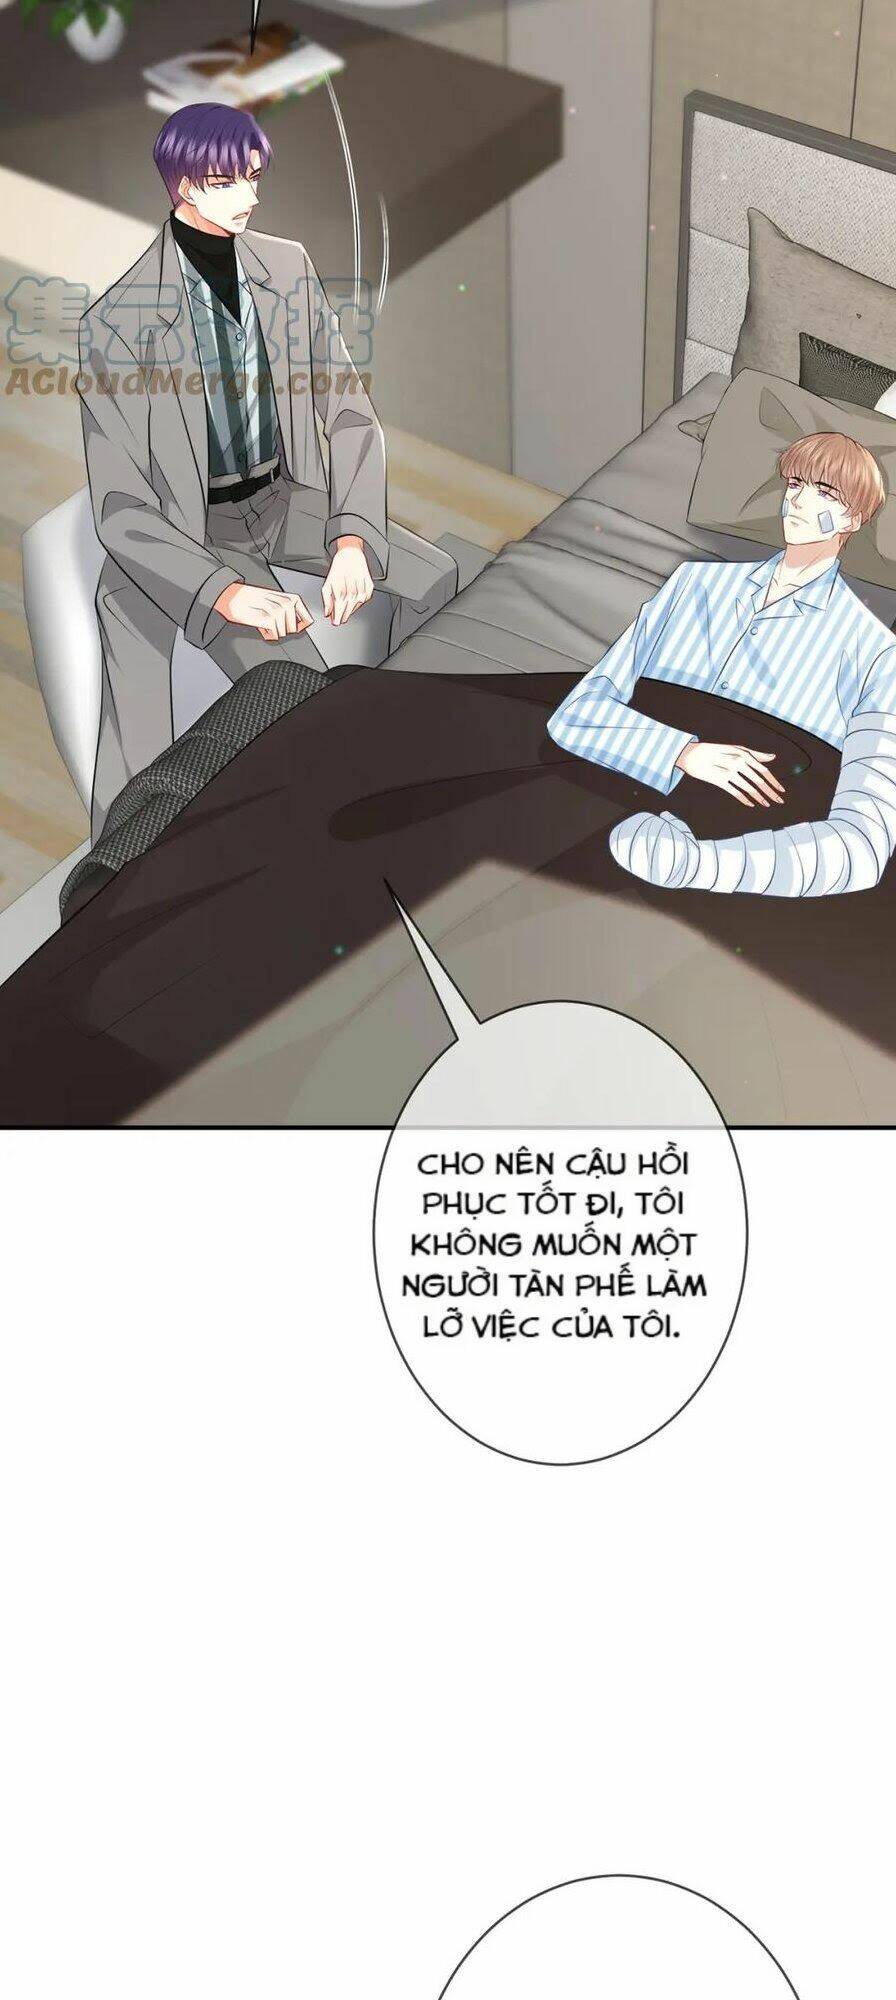 集云数据
ACloudMerge.com
CHO NÊN CẬU HỒI
PHỤC TỐT ĐI, TÔI
KHÔNG MUỐN MỘT
NGƯỜI TÀN PHẾ LÀM
LỠ VIỆC CỦA TÔI.